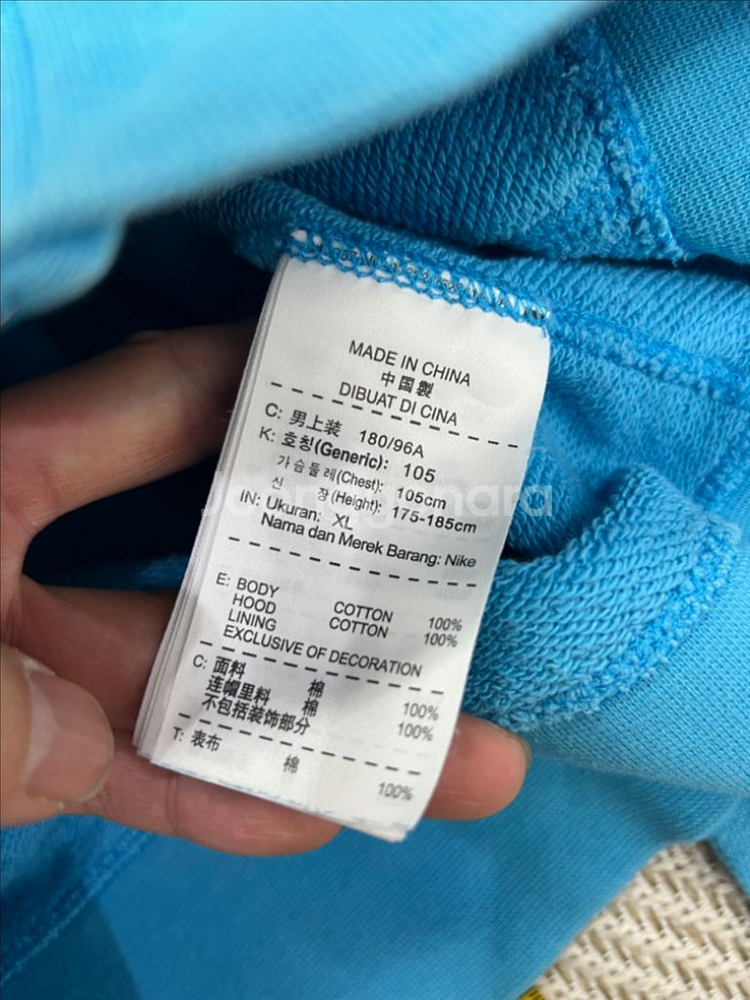 MADE IN CHINA
中国製
DIBUAT DI CINA
C: 男上装 180/96A
K: 호칭(Generic): 105
가슴둘레(Chest): 105cm
신 장(Height): 175-185cm
IN: Ukuran: XL
Nama dan Merek Barang: Nike
E: BODY COTTON 100%
HOOD COTTON 100%
LINING
EXCLUSIVE OF DECORATION
C: 面料 棉 100%
连帽里料 棉 100%
不包括装饰部分
T: 表布 棉 100%
Joonggonara